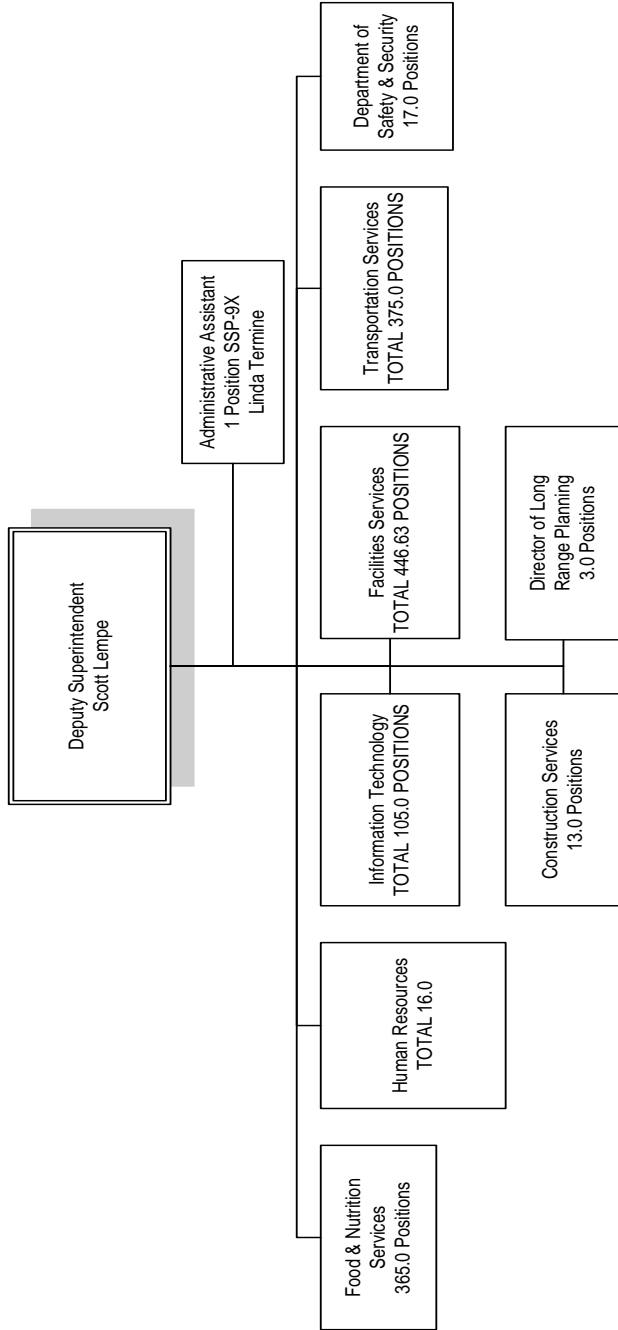 Deputy Superintendent
Scott Lempe
Administrative Assistant
1 Position SSP-9X
Linda Termine
Food & Nutrition
Services
365.0 Positions
Human Resources
TOTAL 16.0
Information Technology
TOTAL 105.0 POSITIONS
Facilities Services
TOTAL 446.63 POSITIONS
Transportation Services
TOTAL 375.0 POSITIONS
Department of
Safety & Security
17.0 Positions
Construction Services
13.0 Positions
Director of Long
Range Planning
3.0 Positions